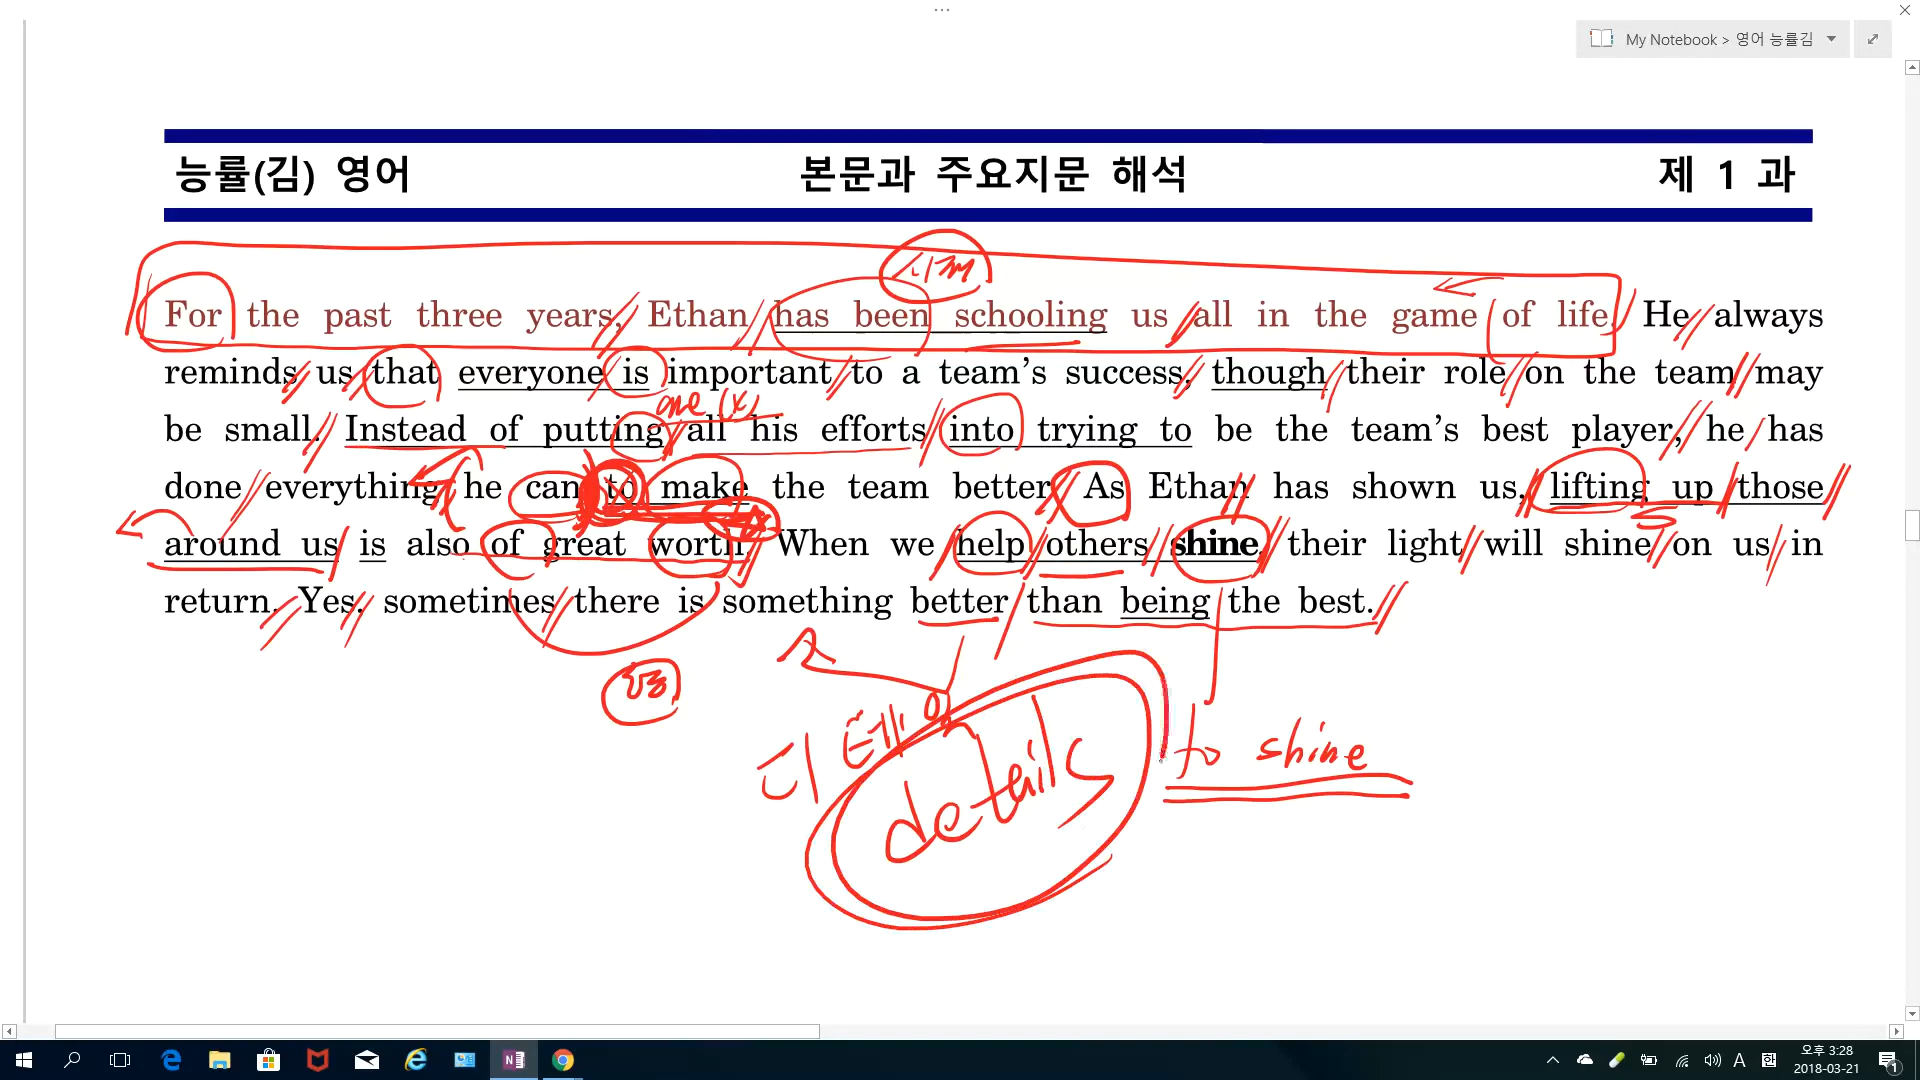 My Notebook > 영어 능률김
능률(김) 영어 본문과 주요지문 해석 제 1 과
시제
For the past three years, Ethan has been schooling us all in the game of life. He always
reminds us that everyone is important to a team's success, though their role on the team may
one (x)
be small. Instead of putting all his efforts into trying to be the team's best player, he has
done everything he can to make the team better. As Ethan has shown us, lifting up those
around us is also of great worth. When we help others shine, their light will shine on us in
return. Yes, sometimes there is something better than being the best.
디테일
details
to shine
A 한
오후 3:28
2018-03-21
1